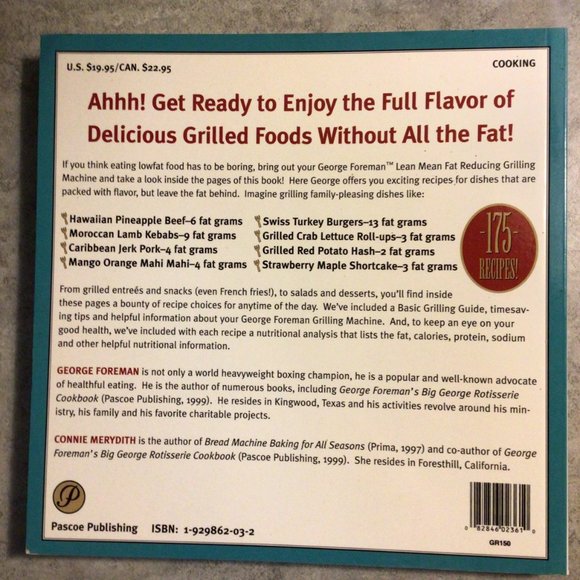 U.S. $19.95/CAN. $22.95
COOKING
Ahhh! Get Ready to Enjoy the Full Flavor of
Delicious Grilled Foods Without All the Fat!
If you think eating lowfat food has to be boring, bring out your George Foreman™ Lean Mean Fat Reducing Grilling
Machine and take a look inside the pages of this book! Here George offers you exciting recipes for dishes that are
packed with flavor, but leave the fat behind. Imagine grilling family-pleasing dishes like:
Hawaiian Pineapple Beef–6 fat grams
Moroccan Lamb Kebabs–9 fat grams
Caribbean Jerk Pork–4 fat grams
Mango Orange Mahi Mahi–4 fat grams
Swiss Turkey Burgers–13 fat grams
Grilled Crab Lettuce Roll-ups–3 fat grams
Grilled Red Potato Hash–2 fat grams
Strawberry Maple Shortcake–3 fat grams
-175-
RECIPES!
From grilled entreés and snacks (even French fries!), to salads and desserts, you'll find inside
these pages a bounty of recipe choices for anytime of the day. We've included a Basic Grilling Guide, timesav-
ing tips and helpful information about your George Foreman Grilling Machine. And, to keep an eye on your
good health, we've included with each recipe a nutritional analysis that lists the fat, calories, protein, sodium
and other helpful nutritional information.
GEORGE FOREMAN is not only a world heavyweight boxing champion, he is a popular and well-known advocate
of healthful eating. He is the author of numerous books, including George Foreman's Big George Rotisserie
Cookbook (Pascoe Publishing, 1999). He resides in Kingwood, Texas and his activities revolve around his min-
istry, his family and his favorite charitable projects.
CONNIE MERYDITH is the author of Bread Machine Baking for All Seasons (Prima, 1997) and co-author of George
Foreman's Big George Rotisserie Cookbook (Pascoe Publishing, 1999). She resides in Foresthill, California.
P
Pascoe Publishing ISBN: 1-929862-03-2
0 82846 02361 0
GR150